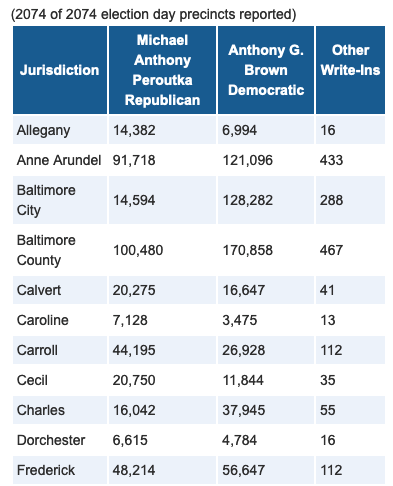 (2074 of 2074 election day precincts reported)
Jurisdiction | Michael Anthony Peroutka Republican | Anthony G. Brown Democratic | Other Write-Ins
Allegany 14,382 6,994 16
Anne Arundel 91,718 121,096 433
Baltimore City 14,594 128,282 288
Baltimore County 100,480 170,858 467
Calvert 20,275 16,647 41
Caroline 7,128 3,475 13
Carroll 44,195 26,928 112
Cecil 20,750 11,844 35
Charles 16,042 37,945 55
Dorchester 6,615 4,784 16
Frederick 48,214 56,647 112